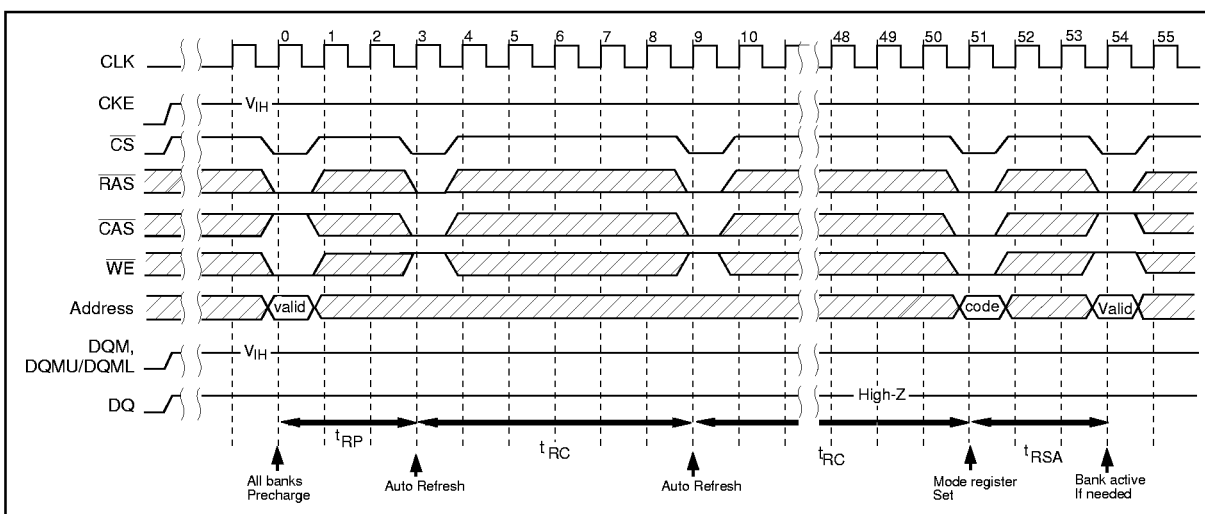 0 1 2 3 4 5 6 7 8 9 10 48 49 50 51 52 53 54 55
CLK
CKE VIH
CS
RAS
CAS
WE
Address valid code Valid
DQM,
DQMU/DQML VIH
DQ High-Z
tRP tRC tRC tRSA
All banks
Precharge
Auto Refresh
Auto Refresh
Mode register
Set
Bank active
If needed